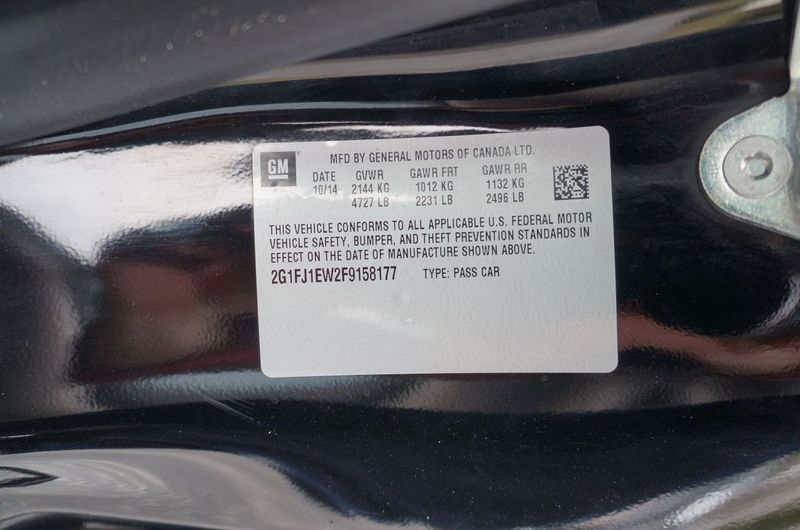 GM
MFD BY GENERAL MOTORS OF CANADA LTD.
DATE GVWR GAWR FRT GAWR RR
10/14 2144 KG 1012 KG 1132 KG
4727 LB 2231 LB 2496 LB
THIS VEHICLE CONFORMS TO ALL APPLICABLE U.S. FEDERAL MOTOR
VEHICLE SAFETY, BUMPER, AND THEFT PREVENTION STANDARDS IN
EFFECT ON THE DATE OF MANUFACTURE SHOWN ABOVE.
2G1FJ1EW2F9158177 TYPE: PASS CAR